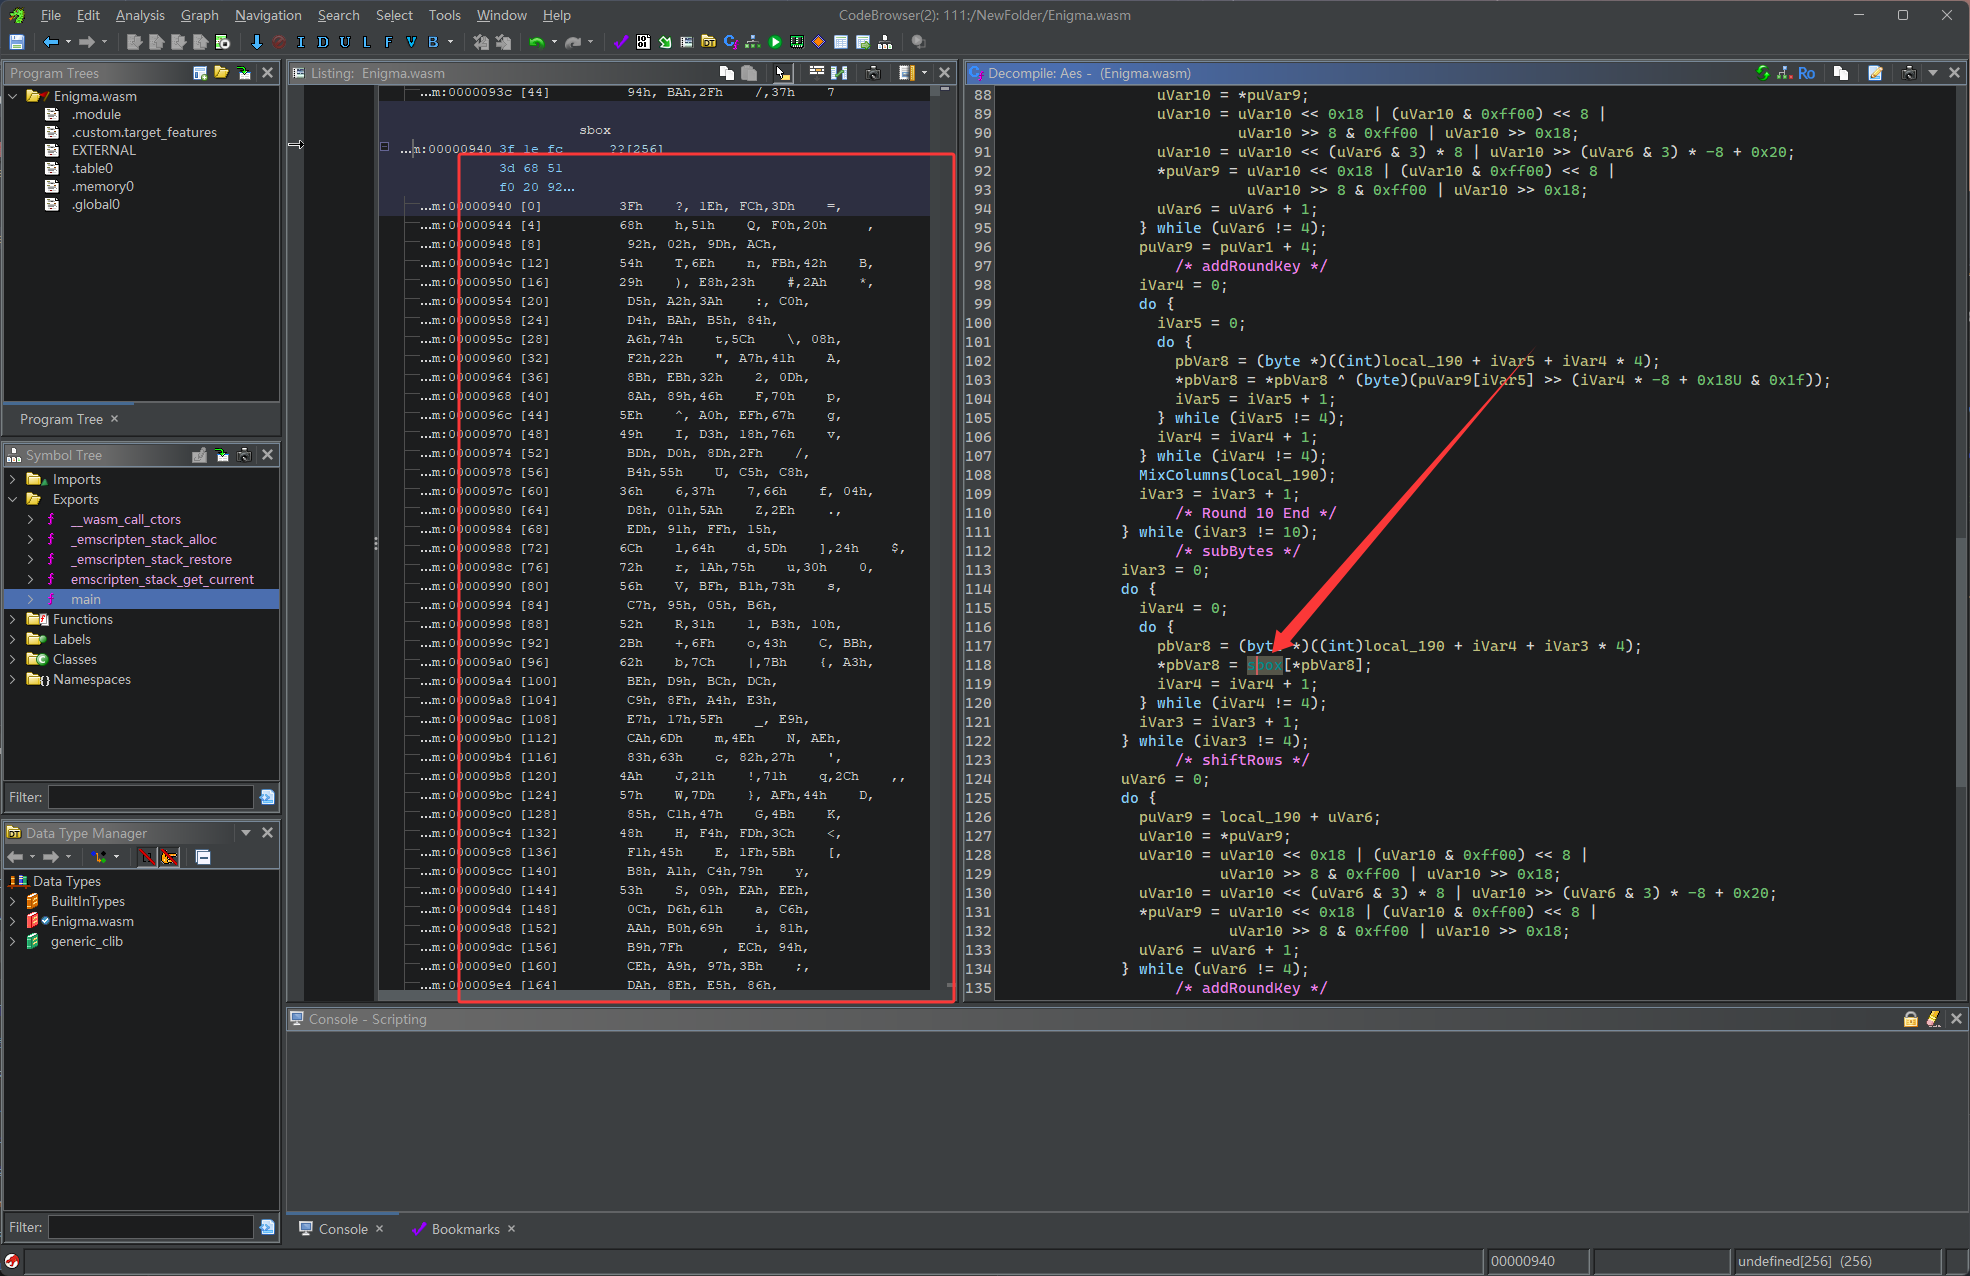 File Edit Analysis Graph Navigation Search Select Tools Window Help
CodeBrowser(2): 111:/NewFolder/Enigma.wasm
I D U L F V B
Program Trees
Enigma.wasm
.module
.custom.target_features
EXTERNAL
.table0
.memory0
.global0
Program Tree ×
Symbol Tree
Imports
Exports
__wasm_call_ctors
_emscripten_stack_alloc
_emscripten_stack_restore
emscripten_stack_get_current
main
Functions
Labels
Classes
Namespaces
Filter:
Data Type Manager
Data Types
BuiltInTypes
Enigma.wasm
generic_clib
Filter:
Listing: Enigma.wasm
...m:0000093c [44] 94h, BAh,2Fh /,37h 7
sbox
...m:00000940 3f 1e fc ??[256]
3d 68 51
f0 20 92...
...m:00000940 [0] 3Fh ?, 1Eh, FCh,3Dh =,
...m:00000944 [4] 68h h,51h Q, F0h,20h ,
...m:00000948 [8] 92h, 02h, 9Dh, ACh,
...m:0000094c [12] 54h T,6Eh n, FBh,42h B,
...m:00000950 [16] 29h ), E8h,23h #,2Ah *,
...m:00000954 [20] D5h, A2h,3Ah :, C0h,
...m:00000958 [24] D4h, BAh, B5h, 84h,
...m:0000095c [28] A6h,74h t,5Ch \, 08h,
...m:00000960 [32] F2h,22h ", A7h,41h A,
...m:00000964 [36] 8Bh, EBh,32h 2, 0Dh,
...m:00000968 [40] 8Ah, 89h,46h F,70h p,
...m:0000096c [44] 5Eh ^, A0h, EFh,67h g,
...m:00000970 [48] 49h I, D3h, 18h,76h v,
...m:00000974 [52] BDh, D0h, 8Dh,2Fh /,
...m:00000978 [56] B4h,55h U, C5h, C8h,
...m:0000097c [60] 36h 6,37h 7,66h f, 04h,
...m:00000980 [64] D8h, 01h,5Ah Z,2Eh .,
...m:00000984 [68] EDh, 91h, FFh, 15h,
...m:00000988 [72] 6Ch l,64h d,5Dh ],24h $,
...m:0000098c [76] 72h r, 1Ah,75h u,30h 0,
...m:00000990 [80] 56h V, BFh, B1h,73h s,
...m:00000994 [84] C7h, 95h, 05h, B6h,
...m:00000998 [88] 52h R,31h 1, B3h, 10h,
...m:0000099c [92] 2Bh +,6Fh o,43h C, BBh,
...m:000009a0 [96] 62h b,7Ch |,7Bh {, A3h,
...m:000009a4 [100] BEh, D9h, BCh, DCh,
...m:000009a8 [104] C9h, 8Fh, A4h, E3h,
...m:000009ac [108] E7h, 17h,5Fh _, E9h,
...m:000009b0 [112] CAh,6Dh m,4Eh N, AEh,
...m:000009b4 [116] 83h,63h c, 82h,27h ',
...m:000009b8 [120] 4Ah J,21h !,71h q,2Ch ,,
...m:000009bc [124] 57h W,7Dh }, AFh,44h D,
...m:000009c0 [128] 85h, C1h,47h G,4Bh K,
...m:000009c4 [132] 48h H, F4h, FDh,3Ch <,
...m:000009c8 [136] F1h,45h E, 1Fh,5Bh [,
...m:000009cc [140] B8h, A1h, C4h,79h y,
...m:000009d0 [144] 53h S, 09h, EAh, EEh,
...m:000009d4 [148] 0Ch, D6h,61h a, C6h,
...m:000009d8 [152] AAh, B0h,69h i, 81h,
...m:000009dc [156] B9h,7Fh , ECh, 94h,
...m:000009e0 [160] CEh, A9h, 97h,3Bh ;,
...m:000009e4 [164] DAh, 8Eh, E5h, 86h,
Decompile: Aes - (Enigma.wasm)
Ro
88 uVar10 = *puVar9;
89 uVar10 = uVar10 << 0x18 | (uVar10 & 0xff00) << 8 |
90 uVar10 >> 8 & 0xff00 | uVar10 >> 0x18;
91 uVar10 = uVar10 << (uVar6 & 3) * 8 | uVar10 >> (uVar6 & 3) * -8 + 0x20;
92 *puVar9 = uVar10 << 0x18 | (uVar10 & 0xff00) << 8 |
93 uVar10 >> 8 & 0xff00 | uVar10 >> 0x18;
94 uVar6 = uVar6 + 1;
95 } while (uVar6 != 4);
96 puVar9 = puVar1 + 4;
97 /* addRoundKey */
98 iVar4 = 0;
99 do {
100 iVar5 = 0;
101 do {
102 pbVar8 = (byte *)((int)local_190 + iVar5 + iVar4 * 4);
103 *pbVar8 = *pbVar8 ^ (byte)(puVar9[iVar5] >> (iVar4 * -8 + 0x18U & 0x1f));
104 iVar5 = iVar5 + 1;
105 } while (iVar5 != 4);
106 iVar4 = iVar4 + 1;
107 } while (iVar4 != 4);
108 MixColumns(local_190);
109 iVar3 = iVar3 + 1;
110 /* Round 10 End */
111 } while (iVar3 != 10);
112 /* subBytes */
113 iVar3 = 0;
114 do {
115 iVar4 = 0;
116 do {
117 pbVar8 = (byte *)((int)local_190 + iVar4 + iVar3 * 4);
118 *pbVar8 = sbox[*pbVar8];
119 iVar4 = iVar4 + 1;
120 } while (iVar4 != 4);
121 iVar3 = iVar3 + 1;
122 } while (iVar3 != 4);
123 /* shiftRows */
124 uVar6 = 0;
125 do {
126 puVar9 = local_190 + uVar6;
127 uVar10 = *puVar9;
128 uVar10 = uVar10 << 0x18 | (uVar10 & 0xff00) << 8 |
129 uVar10 >> 8 & 0xff00 | uVar10 >> 0x18;
130 uVar10 = uVar10 << (uVar6 & 3) * 8 | uVar10 >> (uVar6 & 3) * -8 + 0x20;
131 *puVar9 = uVar10 << 0x18 | (uVar10 & 0xff00) << 8 |
132 uVar10 >> 8 & 0xff00 | uVar10 >> 0x18;
133 uVar6 = uVar6 + 1;
134 } while (uVar6 != 4);
135 /* addRoundKey */
Console - Scripting
Console × Bookmarks ×
00000940 undefined[256] (256)